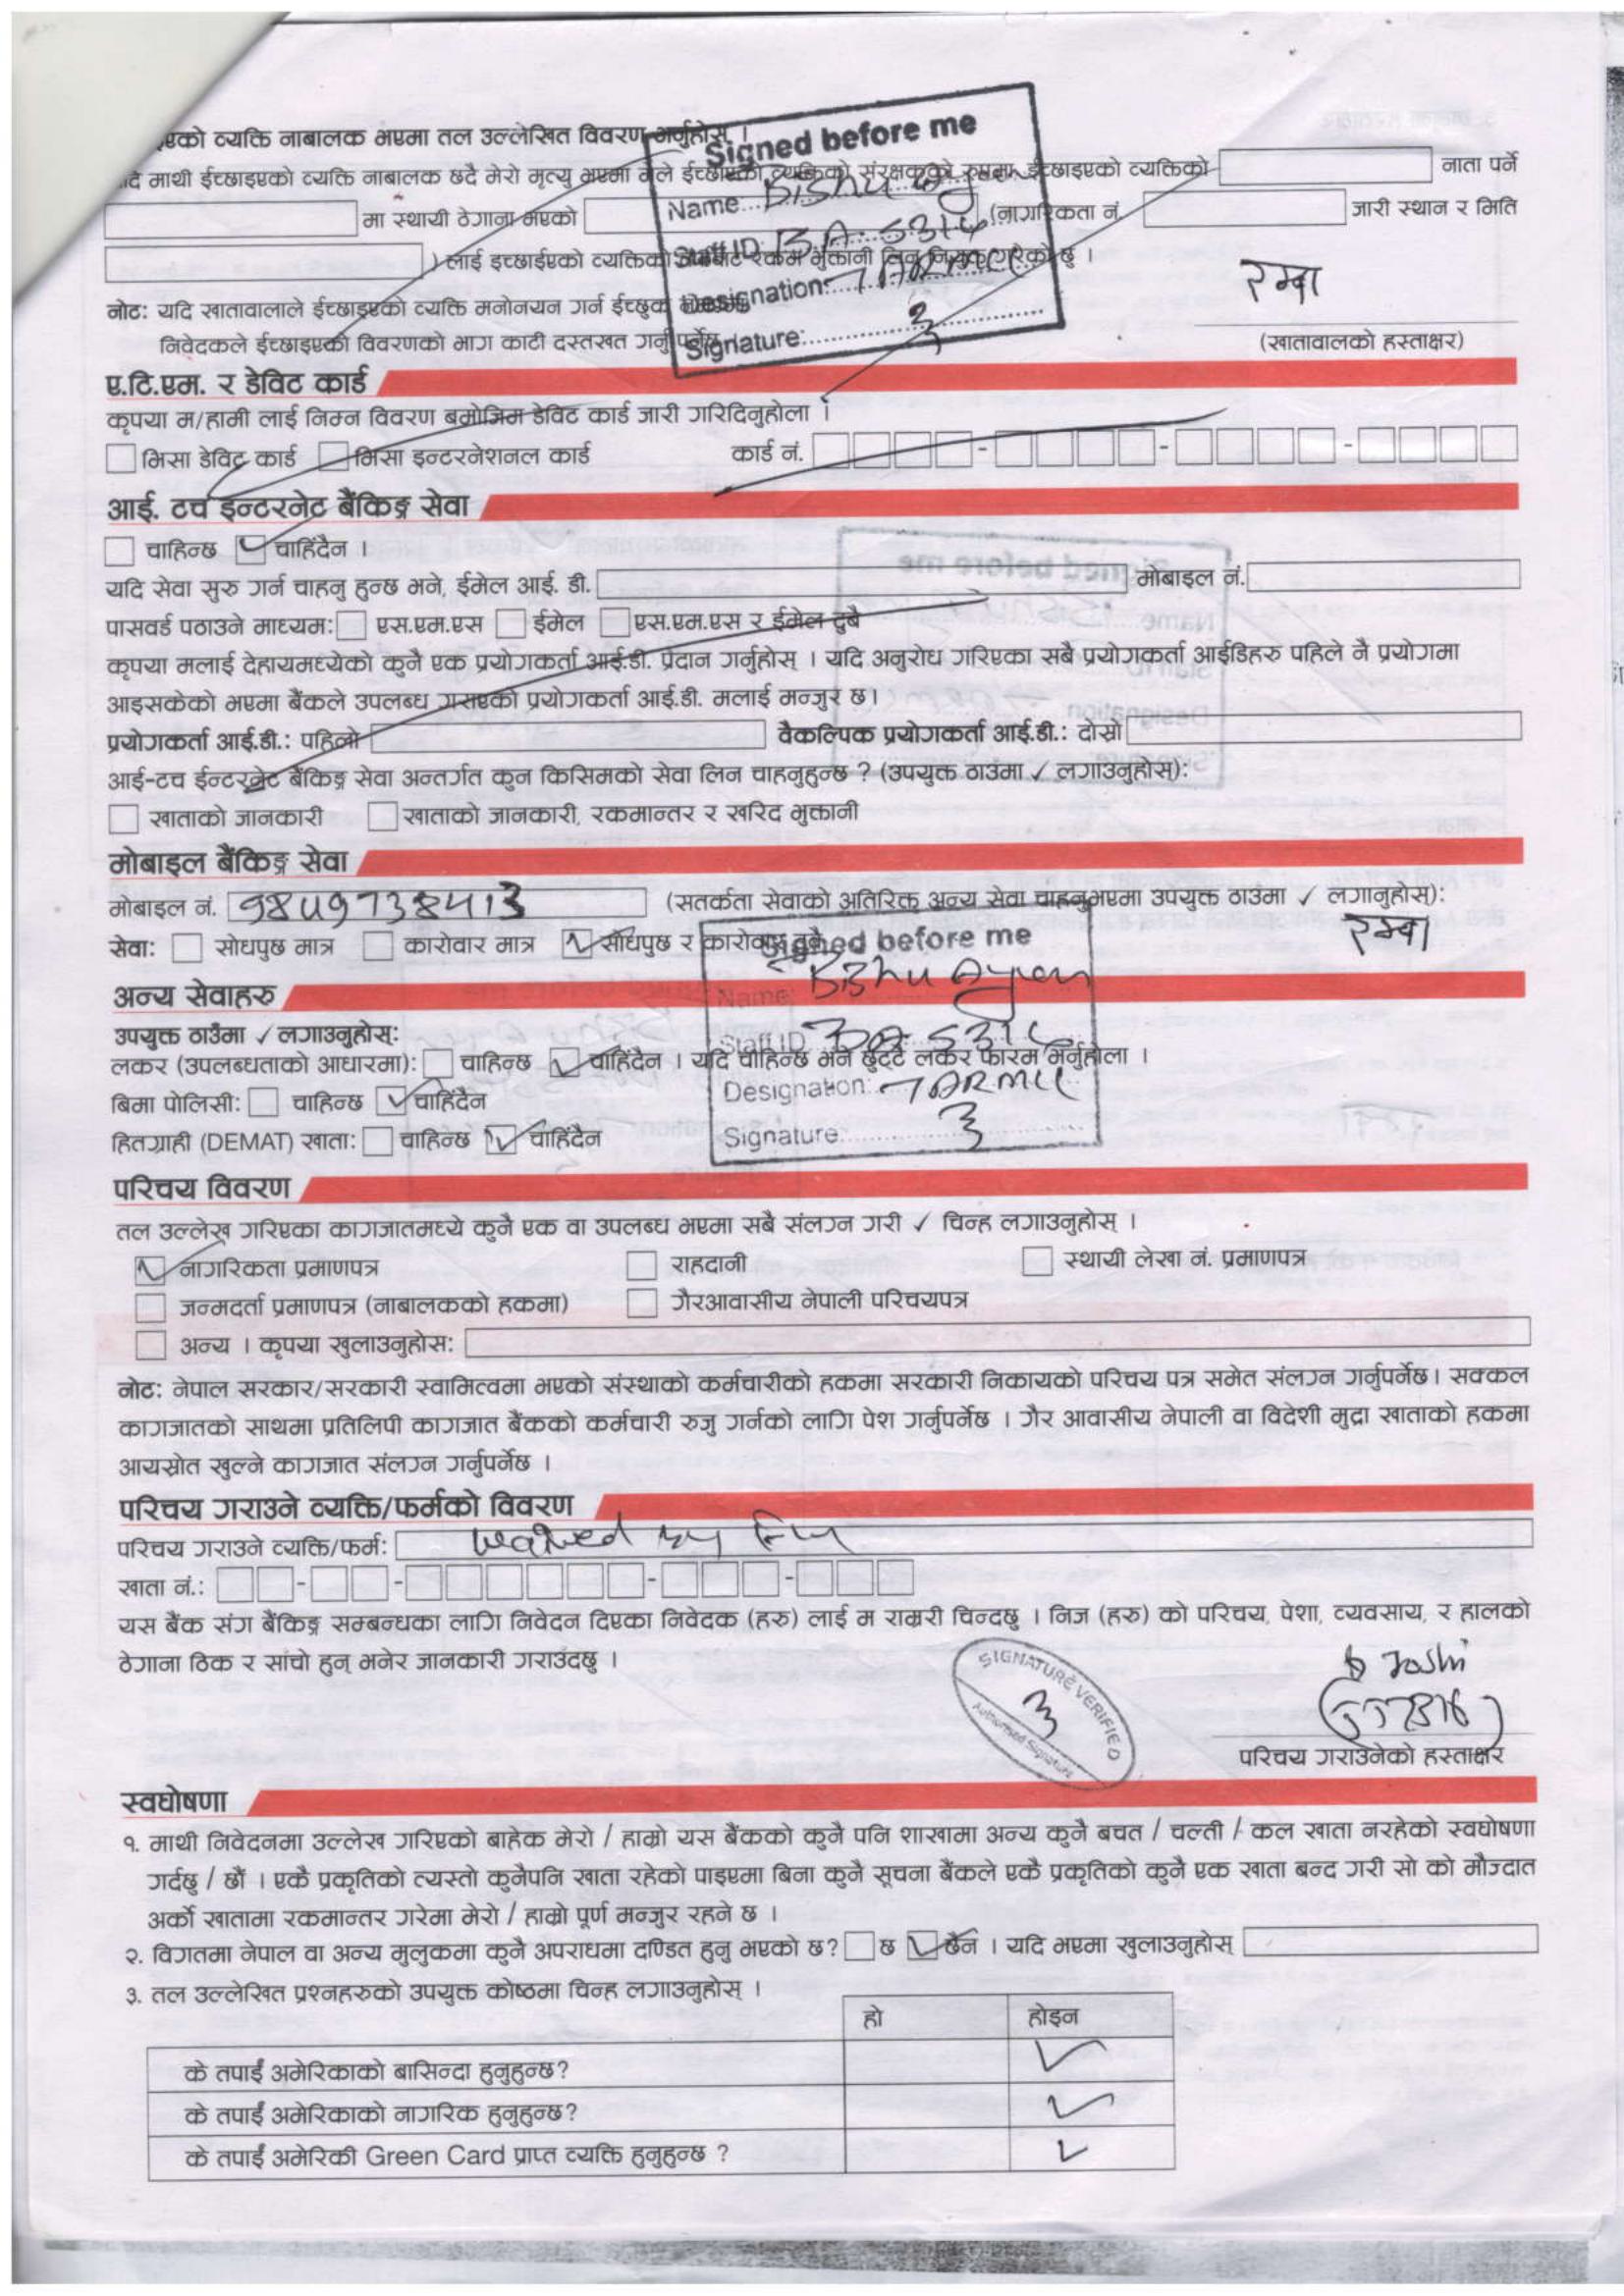 एको व्यक्ति नाबालक भएमा तल उल्लेखित विवरण भर्नुहोस् ।
माथी ईच्छाइएको व्यक्ति नाबालक छदै मेरो मृत्यु भएमा मैले ईच्छाएको व्यक्तिको संरक्षकको रुपमा ईच्छाइएको व्यक्तिको नाता पर्ने
मा स्थायी ठेगाना भएको (नागरिकता नं. जारी स्थान र मिति
) लाई इच्छाईएको व्यक्तिको रकम भुक्तानी लिन नियुक्त गरेको छु ।
Signed before me
Name
Staff ID BA-5314
Designation:
Signature:
रम्बा
नोट: यदि खातावालाले ईच्छाइएको व्यक्ति मनोनयन गर्न ईच्छुक
निवेदकले ईच्छाइएको विवरणको भाग काटी दस्तखत गर्नु पर्नेछ
(खातावालको हस्ताक्षर)
ए.टि.एम. र डेविट कार्ड
कृपया म/हामी लाई निम्न विवरण बमोजिम डेविट कार्ड जारी गरिदिनुहोला ।
भिसा डेविट कार्ड भिसा इन्टरनेशनल कार्ड कार्ड नं.
आई. टच इन्टरनेट बैंकिङ्ग सेवा
चाहिन्छ चाहिंदैन ।
यदि सेवा सुरु गर्न चाहनु हुन्छ भने, ईमेल आई. डी. मोबाइल नं.
पासवर्ड पठाउने माध्यम: एस.एम.एस ईमेल एस.एम.एस र ईमेल दुबै
कृपया मलाई देहायमध्येको कुनै एक प्रयोगकर्ता आई.डी. प्रदान गर्नुहोस् । यदि अनुरोध गरिएका सबै प्रयोगकर्ता आईडिहरु पहिले नै प्रयोगमा
आइसकेको भएमा बैंकले उपलब्ध गराएको प्रयोगकर्ता आई.डी. मलाई मन्जुर छ।
प्रयोगकर्ता आई.डी.: पहिलो वैकल्पिक प्रयोगकर्ता आई.डी.: दोस्रो
आई-टच ईन्टरनेट बैंकिङ्ग सेवा अन्तर्गत कुन किसिमको सेवा लिन चाहनुहुन्छ ? (उपयुक्त ठाउंमा ✓ लगाउनुहोस्):
खाताको जानकारी खाताको जानकारी, रकमान्तर र खरिद भुक्तानी
मोबाइल बैंकिङ्ग सेवा
मोबाइल नं. 9849738413 (सतर्कता सेवाको अतिरिक्त अन्य सेवा चाहनुभएमा उपयुक्त ठाउंमा ✓ लगानुहोस्):
सेवा: सोधपुछ मात्र कारोवार मात्र सोधपुछ र कारोवार दुबै
रम्बा
Signed before me
Name:
Staff ID BA-5314
Designation:
Signature
अन्य सेवाहरु
उपयुक्त ठाउँमा ✓ लगाउनुहोस्:
लकर (उपलब्धताको आधारमा): चाहिन्छ चाहिंदैन । यदि चाहिन्छ भने छुट्टै लकर फारम भर्नुहोला ।
बिमा पोलिसी: चाहिन्छ चाहिंदैन
हितग्राही (DEMAT) खाता: चाहिन्छ चाहिंदैन
परिचय विवरण
तल उल्लेख गरिएका कागजातमध्ये कुनै एक वा उपलब्ध भएमा सबै संलग्न गरी ✓ चिन्ह लगाउनुहोस् ।
नागरिकता प्रमाणपत्र राहदानी स्थायी लेखा नं. प्रमाणपत्र
जन्मदर्ता प्रमाणपत्र (नाबालकको हकमा) गैरआवासीय नेपाली परिचयपत्र
अन्य । कृपया खुलाउनुहोस:
नोट: नेपाल सरकार/सरकारी स्वामित्वमा भएको संस्थाको कर्मचारीको हकमा सरकारी निकायको परिचय पत्र समेत संलग्न गर्नुपर्नेछ। सक्कल
कागजातको साथमा प्रतिलिपी कागजात बैंकको कर्मचारी रुजु गर्नको लागि पेश गर्नुपर्नेछ । गैर आवासीय नेपाली वा विदेशी मुद्रा खाताको हकमा
आयस्रोत खुल्ने कागजात संलग्न गर्नुपर्नेछ ।
परिचय गराउने व्यक्ति/फर्मको विवरण
परिचय गराउने व्यक्ति/फर्म: waived by
खाता नं.:
यस बैंक संग बैंकिङ्ग सम्बन्धका लागि निवेदन दिएका निवेदक (हरु) लाई म राम्ररी चिन्दछु । निज (हरु) को परिचय, पेशा, व्यवसाय, र हालको
ठेगाना ठिक र सांचो हुन् भनेर जानकारी गराउंदछु ।
SIGNATURE VERIFIED
Authorised Signature
Joshi
परिचय गराउनेको हस्ताक्षर
स्वघोषणा
१. माथी निवेदनमा उल्लेख गरिएको बाहेक मेरो / हाम्रो यस बैंकको कुनै पनि शाखामा अन्य कुनै बचत / चल्ती / कल खाता नरहेको स्वघोषणा
गर्दछु / छौं । एकै प्रकृतिको त्यस्तो कुनैपनि खाता रहेको पाइएमा बिना कुनै सूचना बैंकले एकै प्रकृतिको कुनै एक खाता बन्द गरी सो को मौज्दात
अर्को खातामा रकमान्तर गरेमा मेरो / हाम्रो पूर्ण मन्जुर रहने छ ।
२. विगतमा नेपाल वा अन्य मुलुकमा कुनै अपराधमा दण्डित हुनु भएको छ? छ छैन । यदि भएमा खुलाउनुहोस्
३. तल उल्लेखित प्रश्नहरुको उपयुक्त कोष्ठमा चिन्ह लगाउनुहोस् ।
हो होइन
के तपाईं अमेरिकाको बासिन्दा हुनुहुन्छ?
के तपाईं अमेरिकाको नागरिक हुनुहुन्छ?
के तपाईं अमेरिकी Green Card प्राप्त व्यक्ति हुनुहुन्छ ?